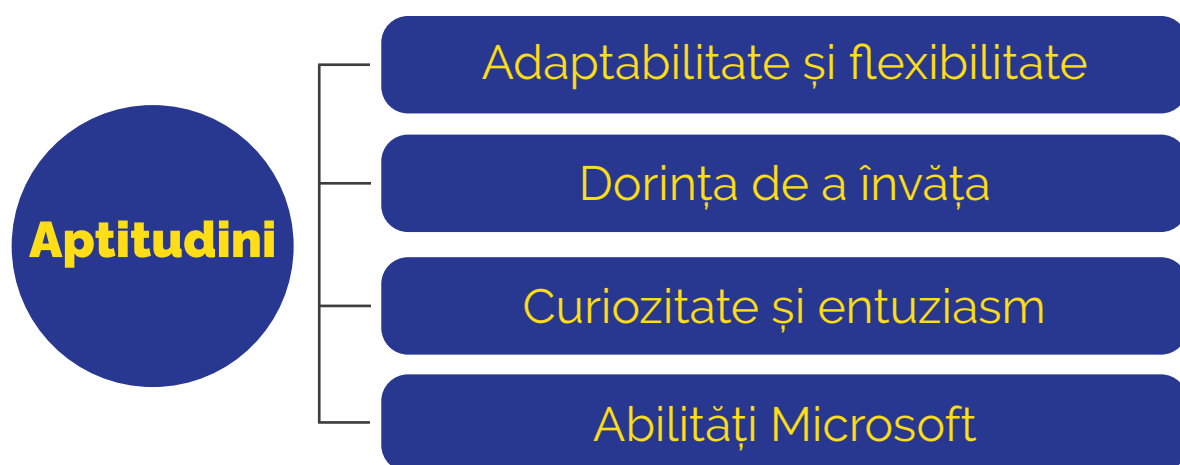 Aptitudini
Adaptabilitate și flexibilitate
Dorința de a învăța
Curiozitate și entuziasm
Abilități Microsoft